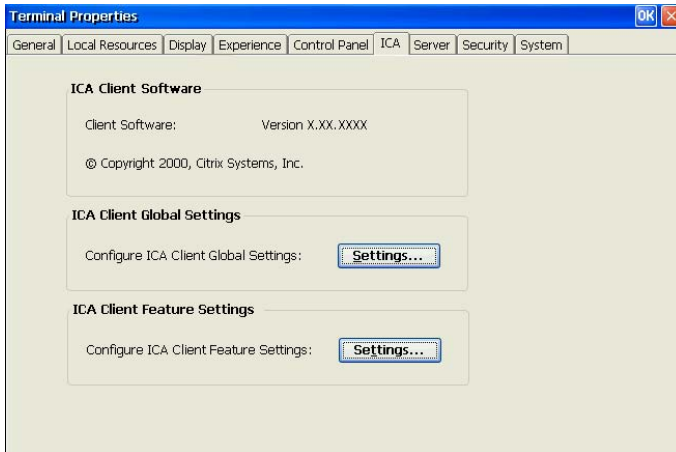 Terminal Properties OK
General Local Resources Display Experience Control Panel ICA Server Security System
ICA Client Software
Client Software: Version X.XX.XXXX
© Copyright 2000, Citrix Systems, Inc.
ICA Client Global Settings
Configure ICA Client Global Settings: Settings...
ICA Client Feature Settings
Configure ICA Client Feature Settings: Settings...